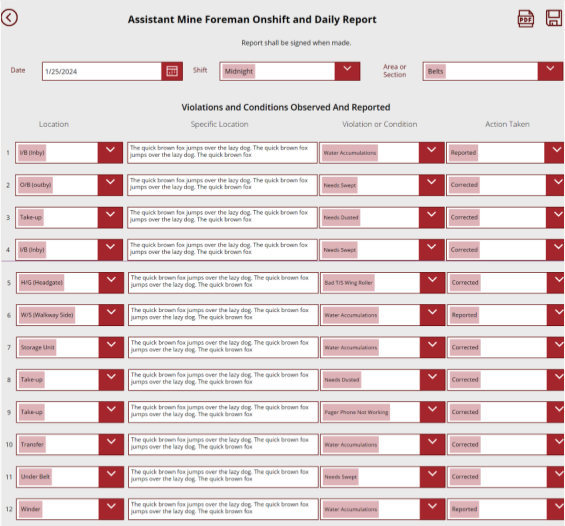 Assistant Mine Foreman Onshift and Daily Report
PDF
Report shall be signed when made.
Date
1/25/2024
Shift
Midnight
Area or
Section
Belts
Violations and Conditions Observed And Reported
Location
Specific Location
Violation or Condition
Action Taken
1
I/B (Inby)
The quick brown fox jumps over the lazy dog. The quick brown fox
jumps over the lazy dog. The quick brown fox
Water Accumulations
Reported
2
O/B (outby)
The quick brown fox jumps over the lazy dog. The quick brown fox
jumps over the lazy dog. The quick brown fox
Needs Swept
Corrected
3
Take-up
The quick brown fox jumps over the lazy dog. The quick brown fox
jumps over the lazy dog. The quick brown fox
Needs Dusted
Corrected
4
I/B (Inby)
The quick brown fox jumps over the lazy dog. The quick brown fox
jumps over the lazy dog. The quick brown fox
Needs Swept
Corrected
5
H/G (Headgate)
The quick brown fox jumps over the lazy dog. The quick brown fox
jumps over the lazy dog. The quick brown fox
Bad T/S Wing Roller
Corrected
6
W/S (Walkway Side)
The quick brown fox jumps over the lazy dog. The quick brown fox
jumps over the lazy dog. The quick brown fox
Water Accumulations
Reported
7
Storage Unit
The quick brown fox jumps over the lazy dog. The quick brown fox
jumps over the lazy dog. The quick brown fox
Water Accumulations
Corrected
8
Take-up
The quick brown fox jumps over the lazy dog. The quick brown fox
jumps over the lazy dog. The quick brown fox
Needs Dusted
Corrected
9
Take-up
The quick brown fox jumps over the lazy dog. The quick brown fox
jumps over the lazy dog. The quick brown fox
Pager Phone Not Working
Corrected
10
Transfer
The quick brown fox jumps over the lazy dog. The quick brown fox
jumps over the lazy dog. The quick brown fox
Water Accumulations
Corrected
11
Under Belt
The quick brown fox jumps over the lazy dog. The quick brown fox
jumps over the lazy dog. The quick brown fox
Needs Swept
Corrected
12
Winder
The quick brown fox jumps over the lazy dog. The quick brown fox
jumps over the lazy dog. The quick brown fox
Water Accumulations
Reported